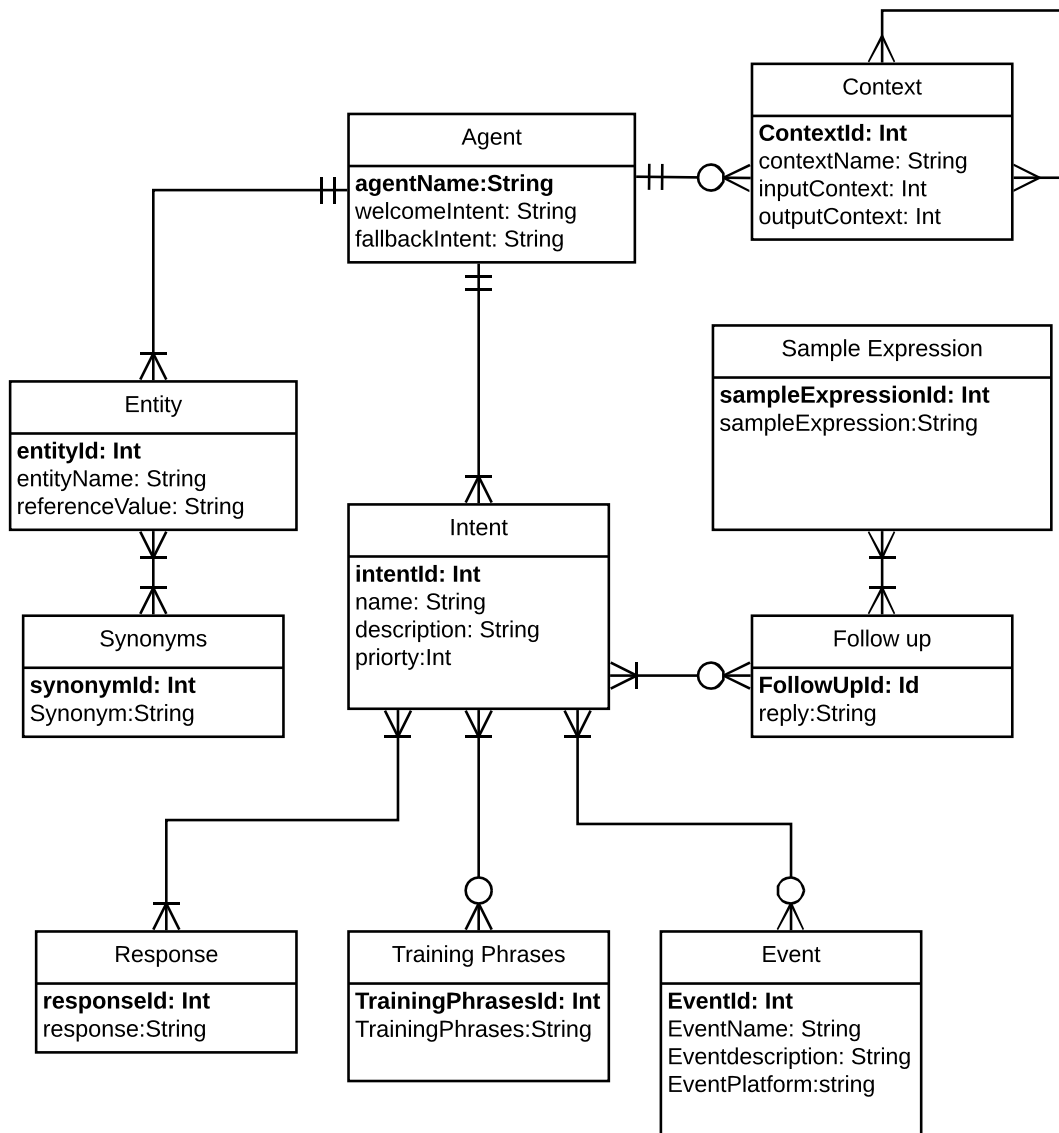 Context
ContextId: Int
contextName: String
inputContext: Int
outputContext: Int
Agent
agentName:String
welcomeIntent: String
fallbackIntent: String
Sample Expression
sampleExpressionId: Int
sampleExpression:String
Entity
entityId: Int
entityName: String
referenceValue: String
Intent
intentId: Int
name: String
description: String
priorty:Int
Synonyms
synonymId: Int
Synonym:String
Follow up
FollowUpId: Id
reply:String
Response
responseId: Int
response:String
Training Phrases
TrainingPhrasesId: Int
TrainingPhrases:String
Event
EventId: Int
EventName: String
Eventdescription: String
EventPlatform:string